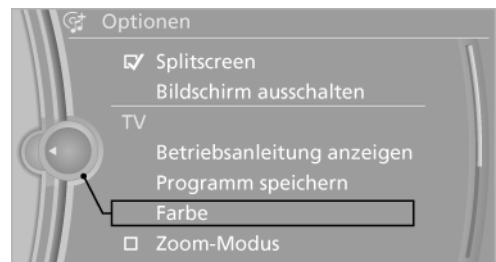 Optionen
Splitscreen
Bildschirm ausschalten
TV
Betriebsanleitung anzeigen
Programm speichern
Farbe
Zoom-Modus